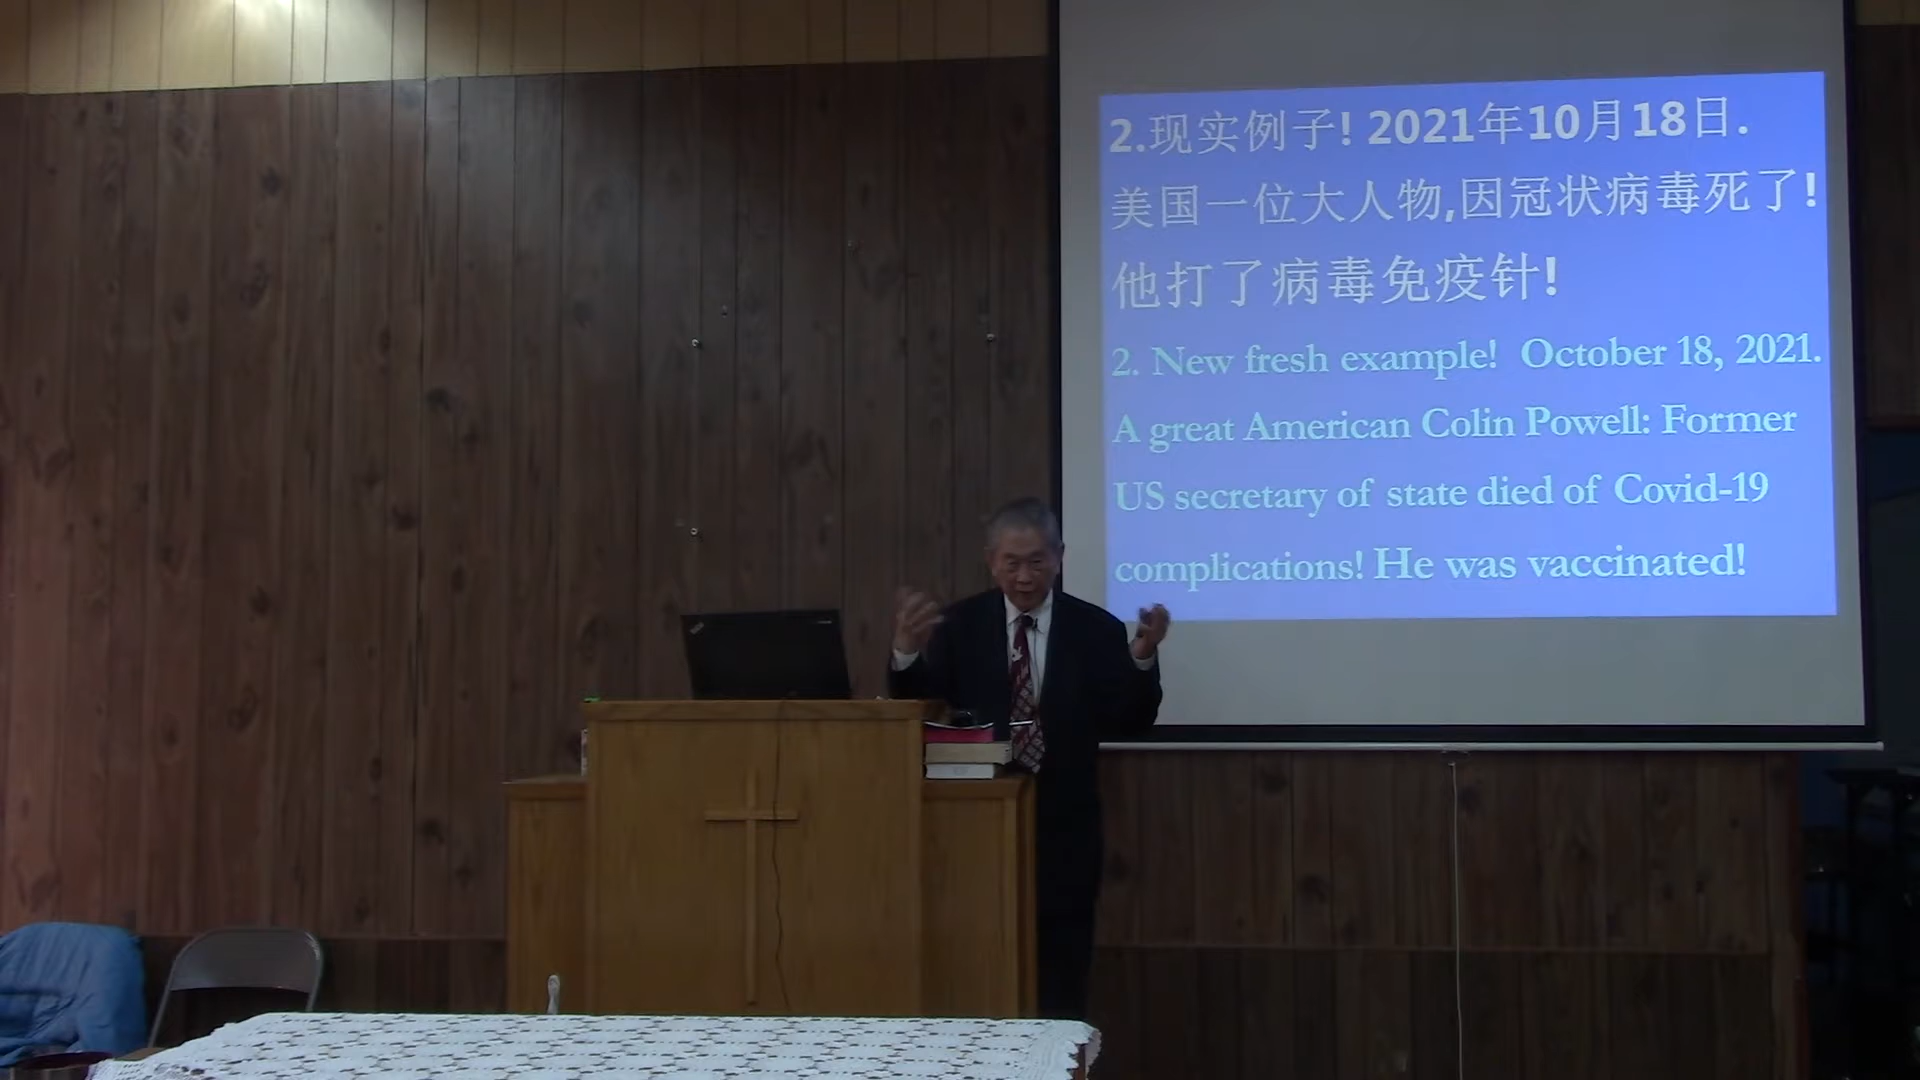 2.现实例子! 2021年10月18日.
美国一位大人物,因冠状病毒死了!
他打了病毒免疫针!
2. New fresh example! October 18, 2021.
A great American Colin Powell: Former
US secretary of state died of Covid-19
complications! He was vaccinated!